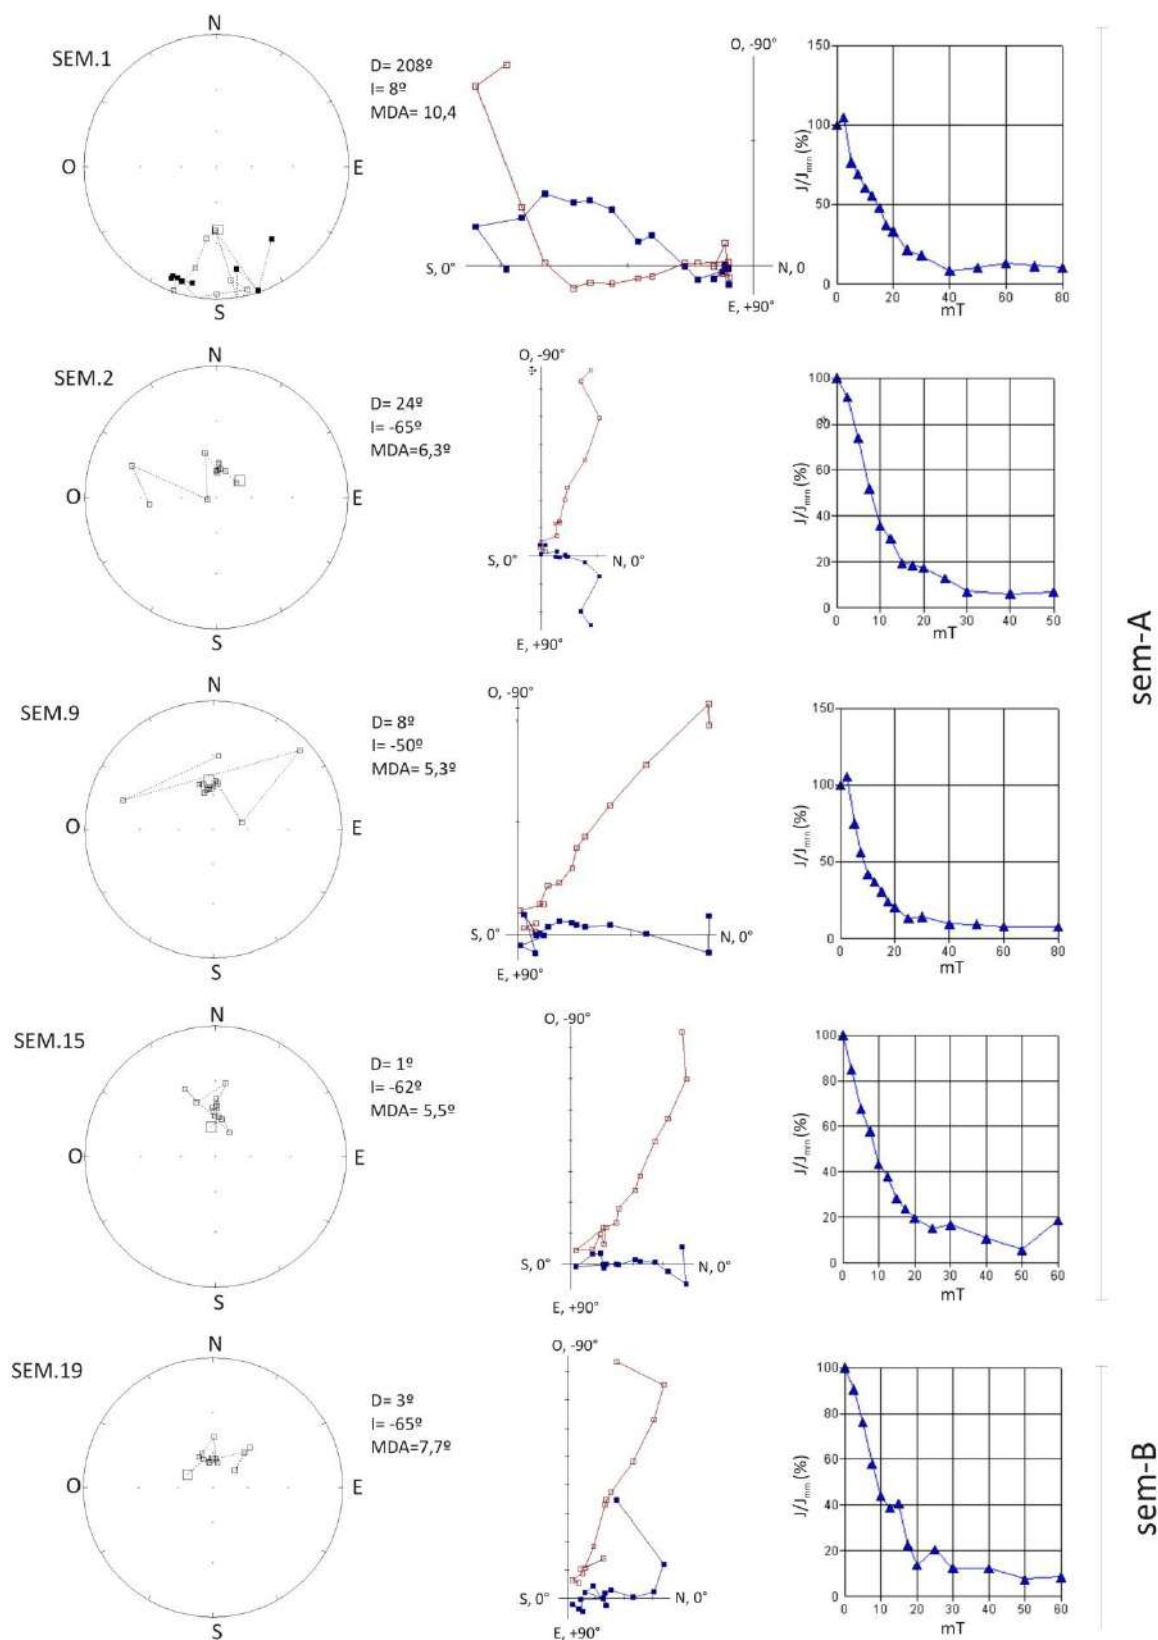 SEM.1
N
O
E
S
D= 208º
I= 8º
MDA= 10,4
O, -90°
S, 0°
N, 0
E, +90°
J/Jmrn (%)
150
100
50
0
0 20 40 60 80
mT
SEM.2
N
O
E
S
D= 24º
I= -65º
MDA=6,3º
O, -90°
S, 0°
N, 0°
E, +90°
J/Jmrn (%)
100
80
60
40
20
0
0 10 20 30 40 50
mT
SEM.9
N
O
E
S
D= 8º
I= -50º
MDA= 5,3º
O, -90°
S, 0°
N, 0°
E, +90°
J/Jmrn (%)
150
100
50
0
0 20 40 60 80
mT
SEM.15
N
O
E
S
D= 1º
I= -62º
MDA= 5,5º
O, -90°
S, 0°
N, 0°
E, +90°
J/Jmrn (%)
100
80
60
40
20
0
0 10 20 30 40 50 60
mT
sem-A
SEM.19
N
O
E
S
D= 3º
I= -65º
MDA=7,7º
O, -90°
S, 0°
N, 0°
E, +90°
J/Jmrn (%)
100
80
60
40
20
0
0 10 20 30 40 50 60
mT
sem-B